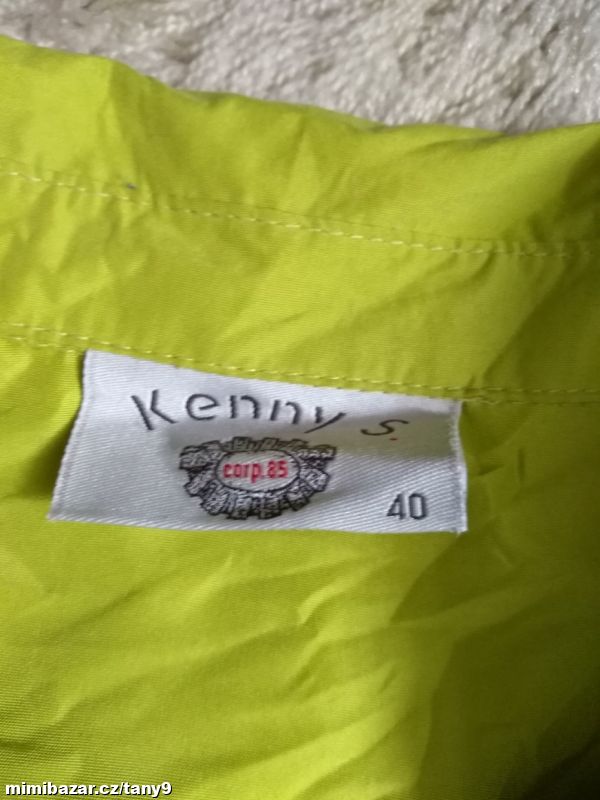 Kenny S.
corp.85
40
mimibazar.cz/tany9